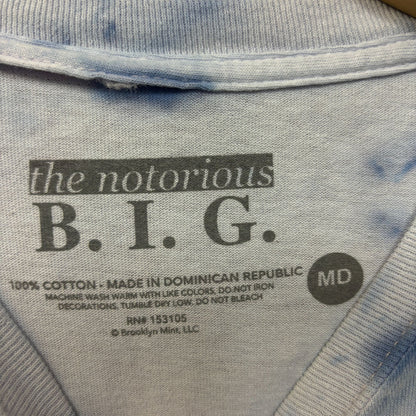 the notorious
B. I. G.
100% COTTON - MADE IN DOMINICAN REPUBLIC
MACHINE WASH WARM WITH LIKE COLORS, DO NOT IRON
DECORATIONS, TUMBLE DRY LOW, DO NOT BLEACH
RN# 153105
© Brooklyn Mint, LLC
MD